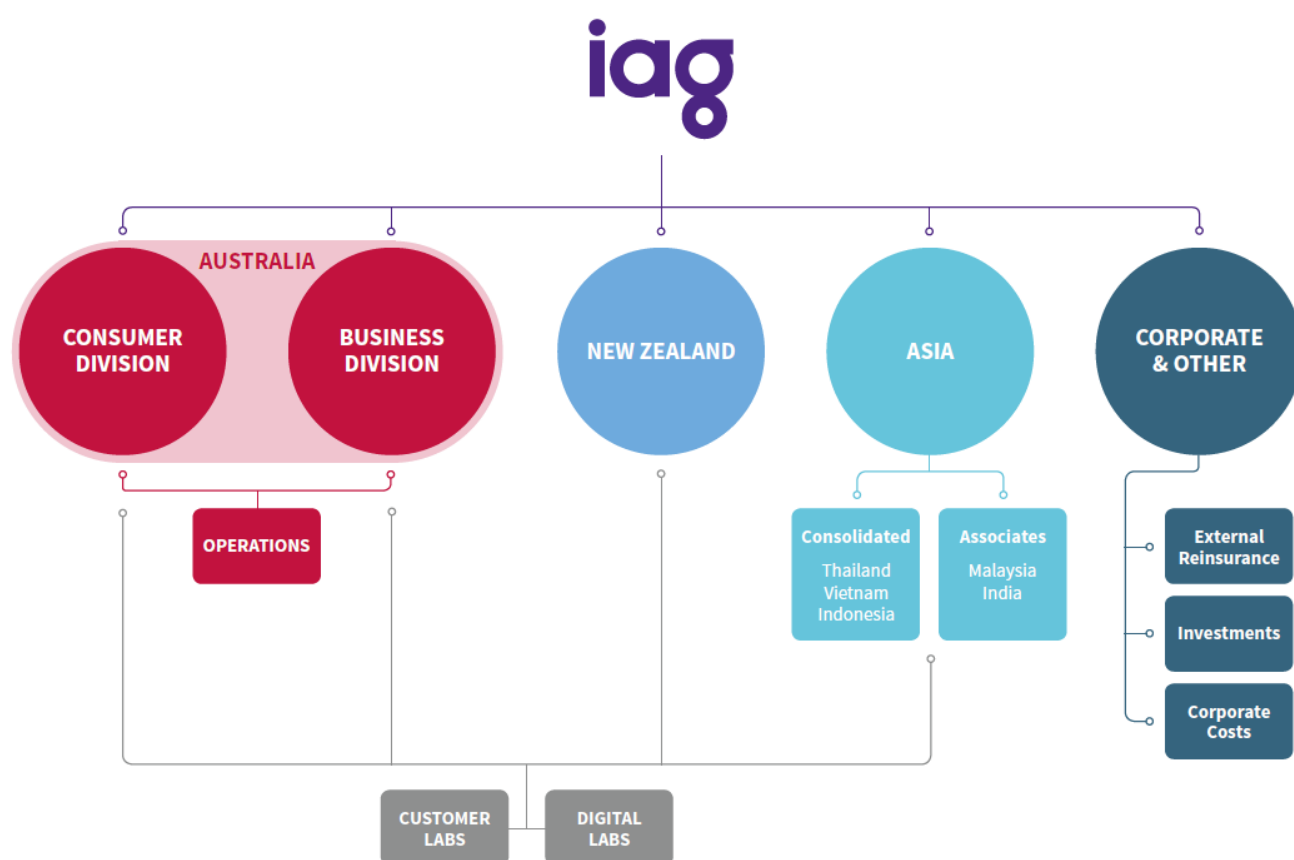 iag
AUSTRALIA
CONSUMER
DIVISION
BUSINESS
DIVISION
NEW ZEALAND
ASIA
CORPORATE
& OTHER
OPERATIONS
Consolidated
Thailand
Vietnam
Indonesia
Associates
Malaysia
India
External
Reinsurance
Investments
Corporate
Costs
CUSTOMER
LABS
DIGITAL
LABS